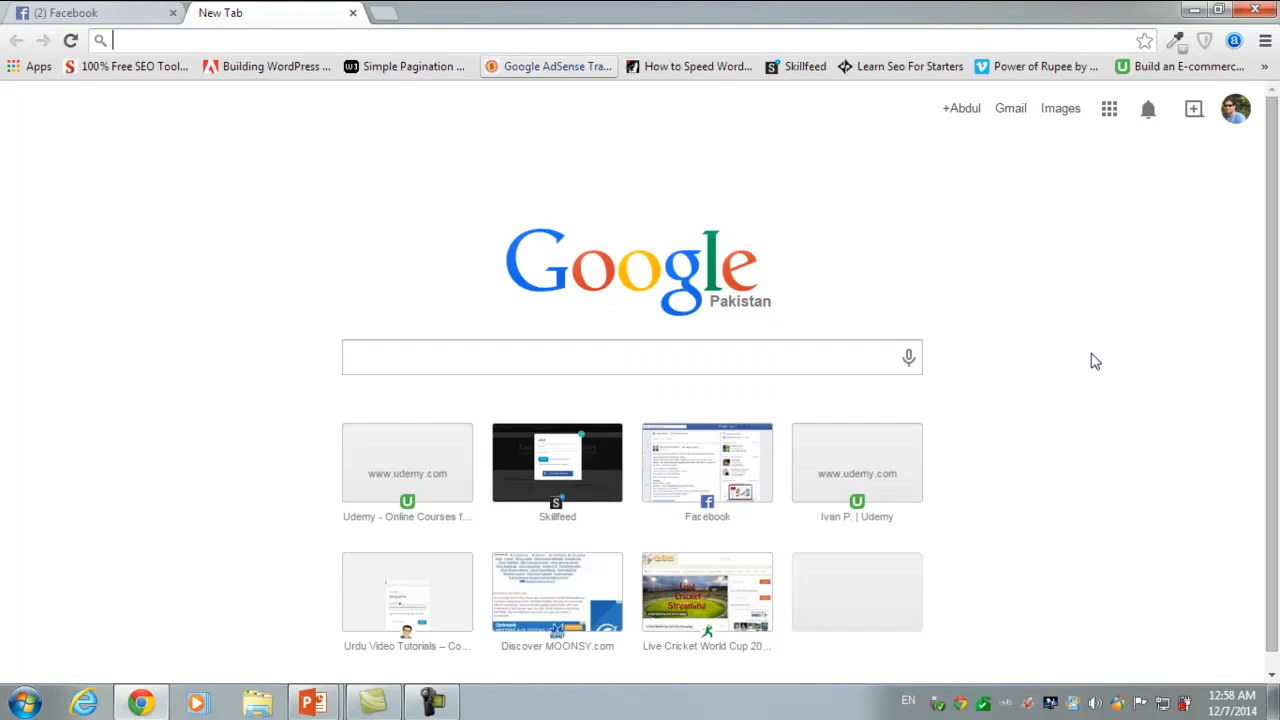 (2) Facebook
New Tab
Apps
100% Free SEO Tool...
Building WordPress ...
Simple Pagination ...
Google AdSense Tra...
How to Speed Word...
Skillfeed
Learn Seo For Starters
Power of Rupee by ...
Build an E-commerc...
»
+Abdul
Gmail
Images
Google
Pakistan
www.udemy.com
www.udemy.com
Udemy - Online Courses f...
Skillfeed
Facebook
Ivan P. | Udemy
Live Cricket Streaming
Urdu Video Tutorials – Co...
Discover MOONSY.com
Live Cricket World Cup 20...
EN
12:58 AM
12/7/2014